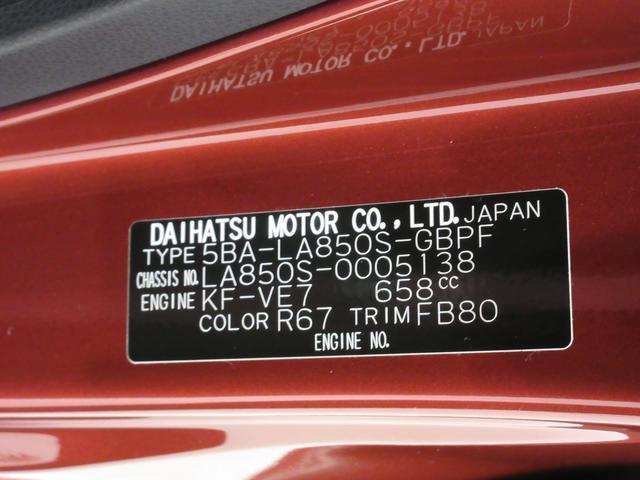 DAIHATSU MOTOR CO.,LTD. JAPAN
TYPE 5BA-LA850S-GBPF
CHASSIS NO. LA850S-0005138
ENGINE KF-VE7 658cc
COLOR R67 TRIM FB80
ENGINE NO.